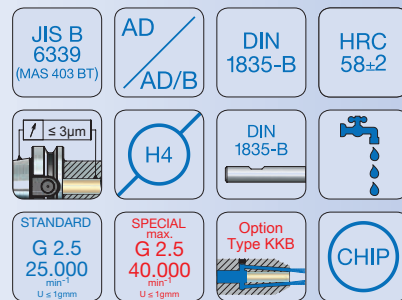 JIS B
6339
(MAS 403 BT)
AD
AD/B
DIN
1835-B
HRC
58±2
≤ 3µm
H4
DIN
1835-B
STANDARD
G 2.5
25.000
min⁻¹
U ≤ 1gmm
SPECIAL
max.
G 2.5
40.000
min⁻¹
U ≤ 1gmm
Option
Type KKB
CHIP